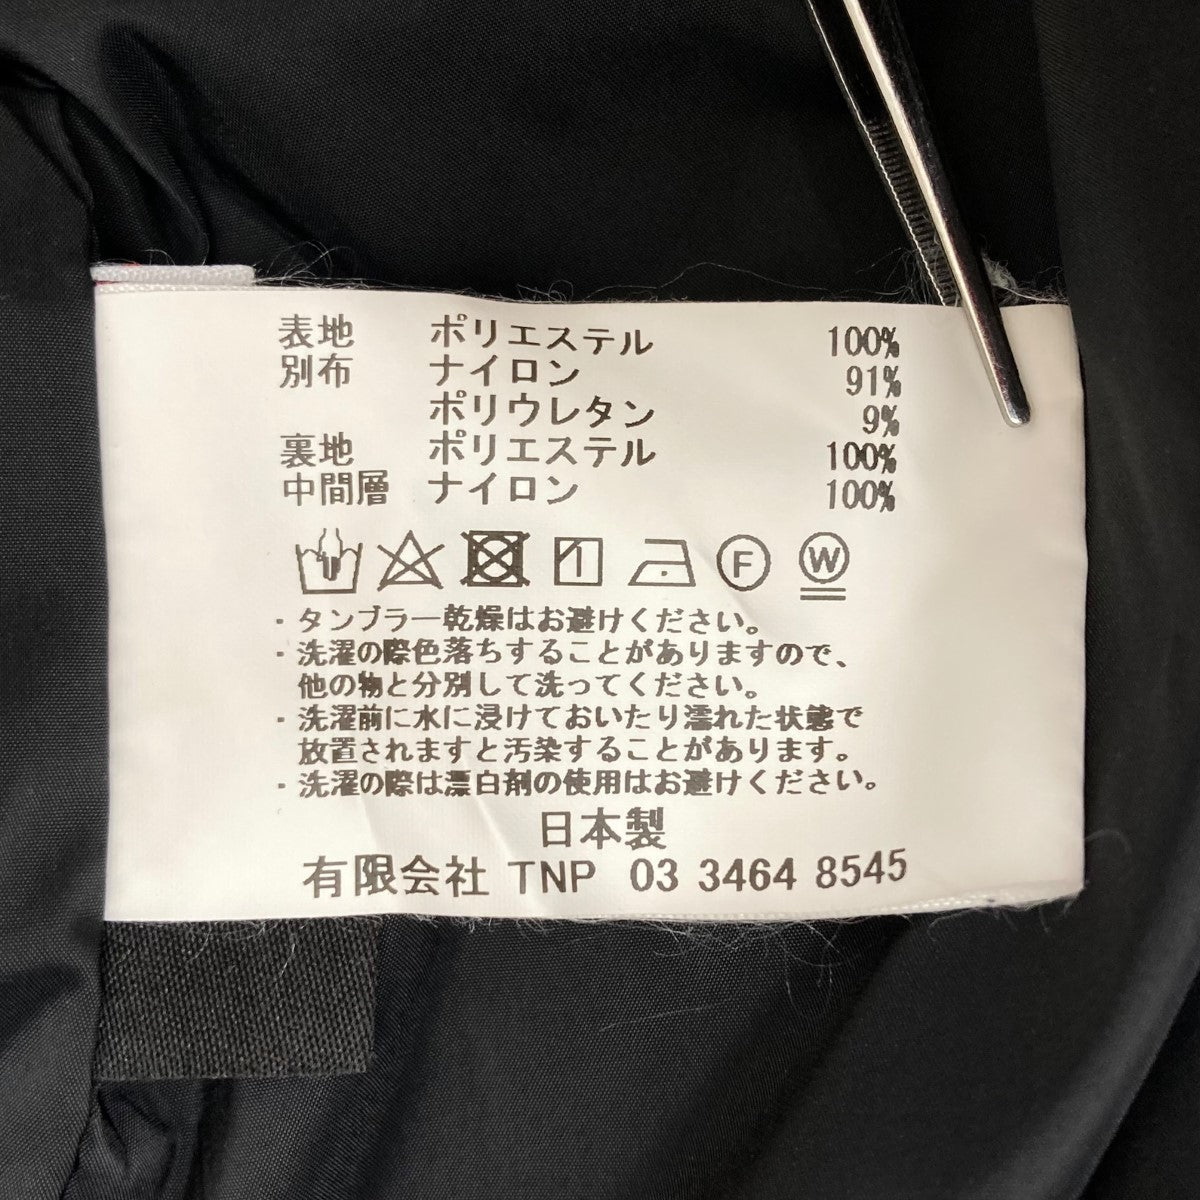 表地 ポリエステル 100%
別布 ナイロン 91%
ポリウレタン 9%
裏地 ポリエステル 100%
中間層 ナイロン 100%
F W
・タンブラー乾燥はお避けください。
・洗濯の際色落ちすることがありますので、
他の物と分別して洗ってください。
・洗濯前に水に浸けておいたり濡れた状態で
放置されますと汚染することがあります。
・洗濯の際は漂白剤の使用はお避けください。
日本製
有限会社 TNP 03 3464 8545